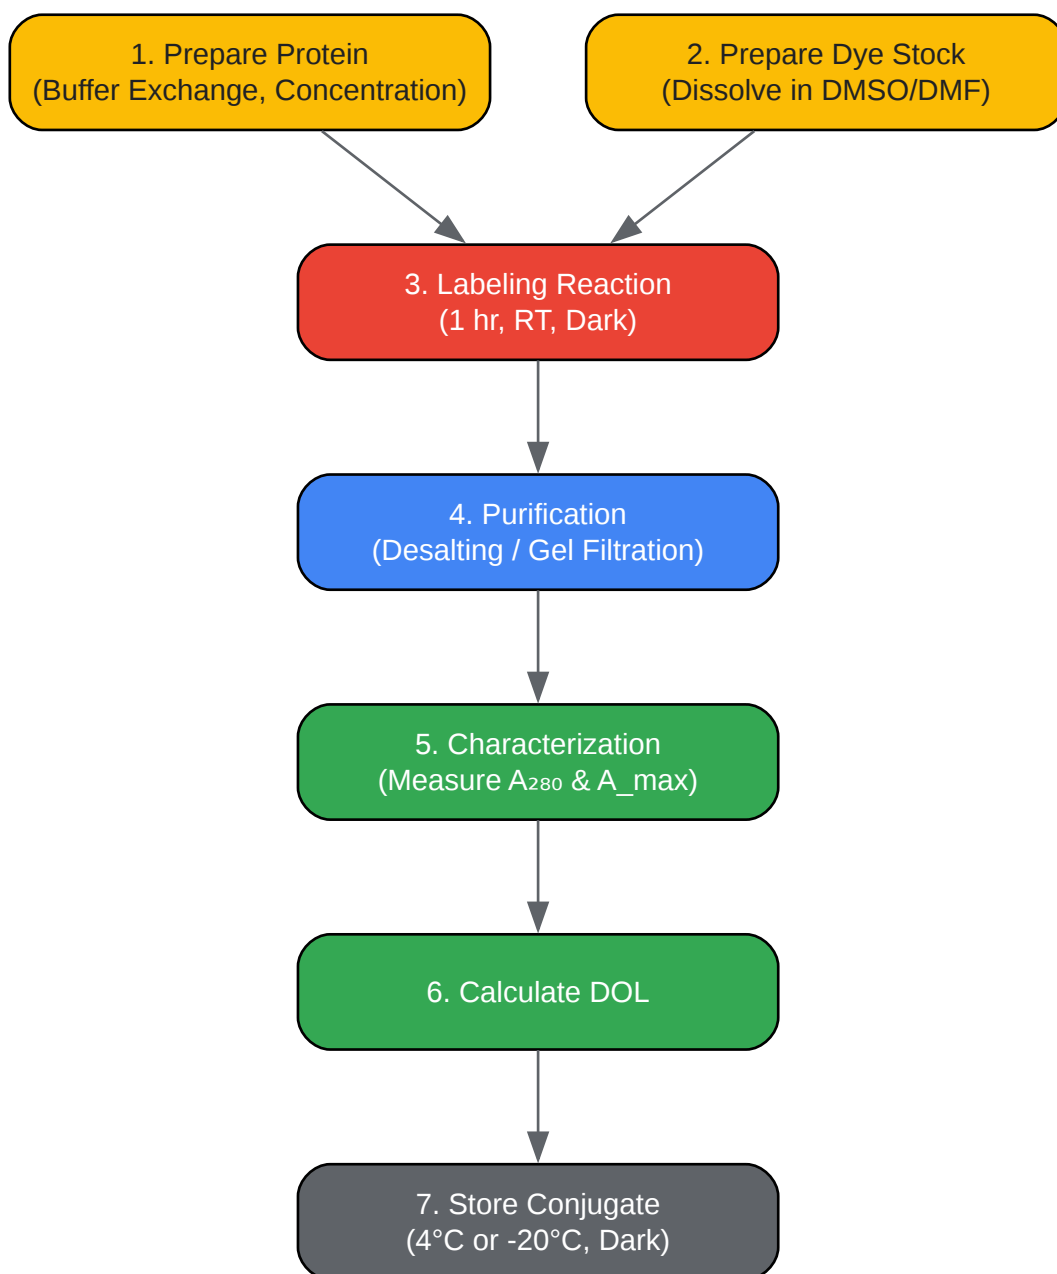 1. Prepare Protein
(Buffer Exchange, Concentration)
2. Prepare Dye Stock
(Dissolve in DMSO/DMF)
3. Labeling Reaction
(1 hr, RT, Dark)
4. Purification
(Desalting / Gel Filtration)
5. Characterization
(Measure A₂₈₀ & A_max)
6. Calculate DOL
7. Store Conjugate
(4°C or -20°C, Dark)